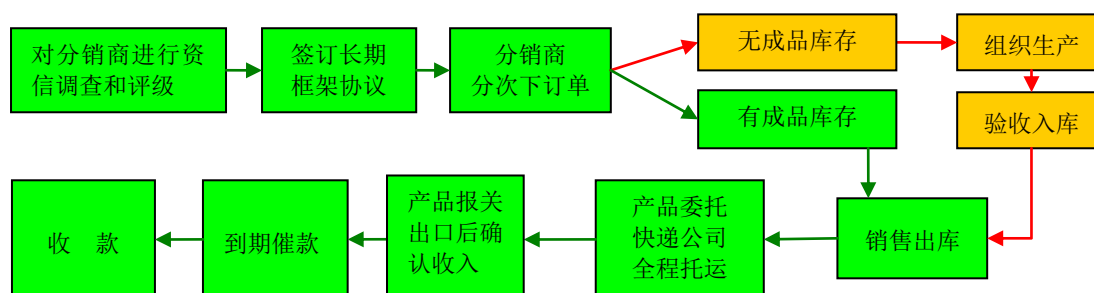 对分销商进行资
信调查和评级
签订长期
框架协议
分销商
分次下订单
无成品库存
组织生产
有成品库存
验收入库
收 款
到期催款
产品报关
出口后确
认收入
产品委托
快递公司
全程托运
销售出库